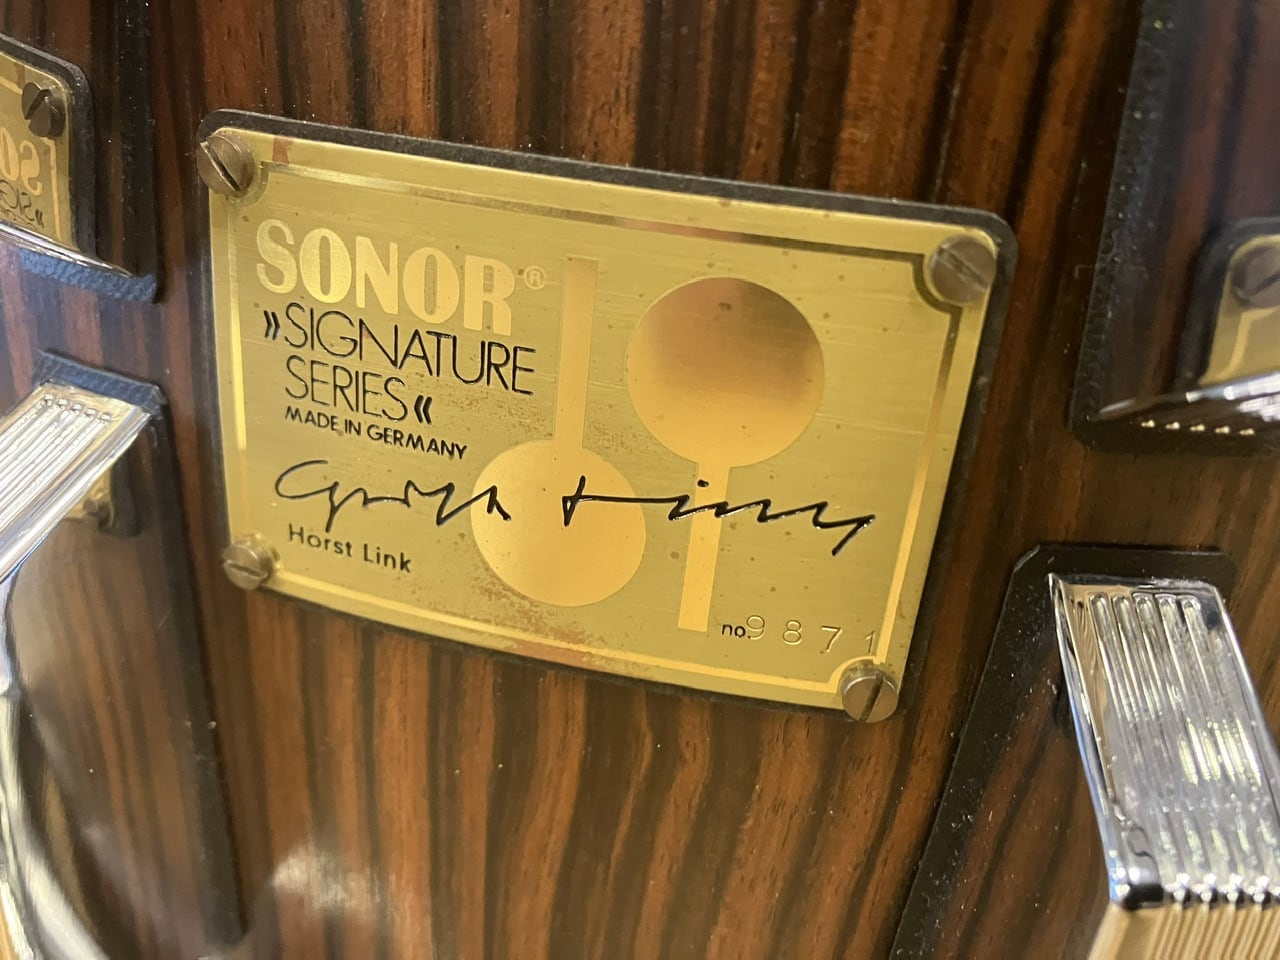 SONOR®
»SIGNATURE
SERIES«
MADE IN GERMANY
Horst Link
no. 9871